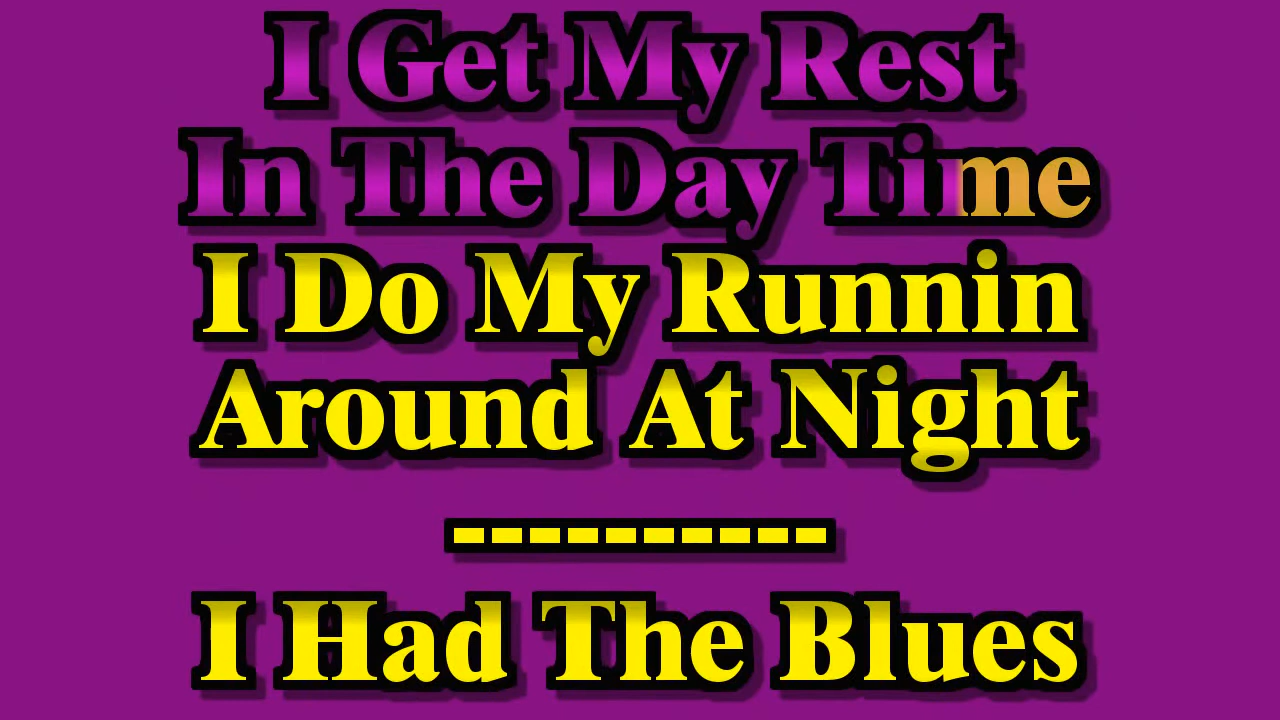 I Get My Rest
In The Day Time
I Do My Runnin
Around At Night
----------
I Had The Blues